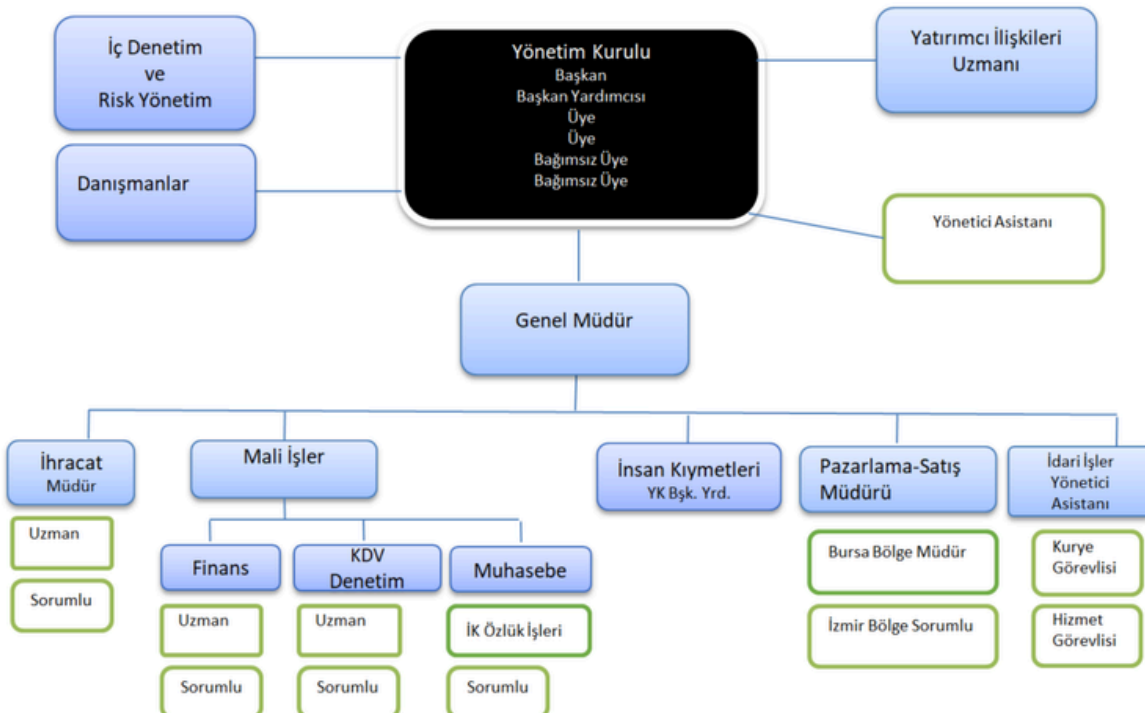 İç Denetim
ve
Risk Yönetim
Yönetim Kurulu
Başkan
Başkan Yardımcısı
Üye
Üye
Bağımsız Üye
Bağımsız Üye
Yatırımcı İlişkileri
Uzmanı
Danışmanlar
Yönetici Asistanı
Genel Müdür
İhracat
Müdür
Uzman
Sorumlu
Mali İşler
Finans
Uzman
Sorumlu
KDV
Denetim
Uzman
Sorumlu
Muhasebe
İK Özlük İşleri
Sorumlu
İnsan Kıymetleri
YK Bşk. Yrd.
Pazarlama-Satış
Müdürü
Bursa Bölge Müdür
İzmir Bölge Sorumlu
İdari İşler
Yönetici
Asistanı
Kurye
Görevlisi
Hizmet
Görevlisi